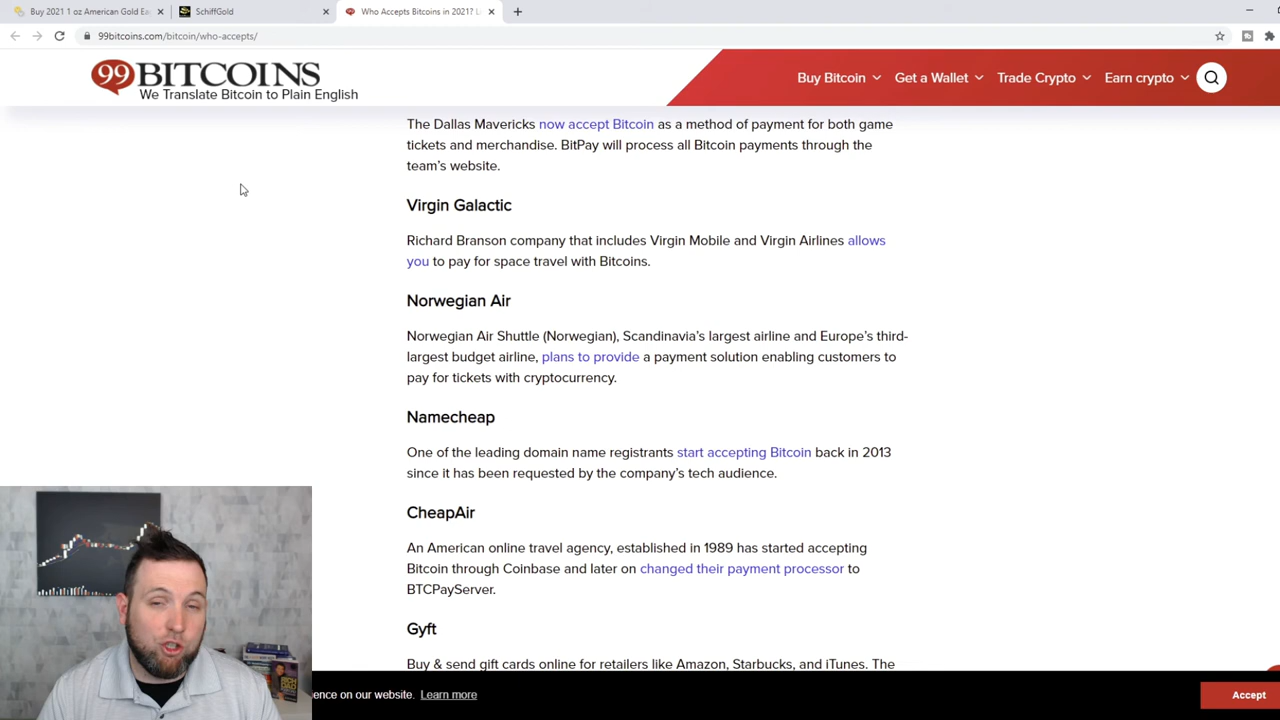 Buy 2021 1 oz American Gold Ea
SchiffGold
Who Accepts Bitcoins in 2021? Li
99bitcoins.com/bitcoin/who-accepts/
99BITCOINS
We Translate Bitcoin to Plain English
Buy Bitcoin
Get a Wallet
Trade Crypto
Earn crypto
The Dallas Mavericks now accept Bitcoin as a method of payment for both game
tickets and merchandise. BitPay will process all Bitcoin payments through the
team's website.
Virgin Galactic
Richard Branson company that includes Virgin Mobile and Virgin Airlines allows
you to pay for space travel with Bitcoins.
Norwegian Air
Norwegian Air Shuttle (Norwegian), Scandinavia's largest airline and Europe's third-
largest budget airline, plans to provide a payment solution enabling customers to
pay for tickets with cryptocurrency.
Namecheap
One of the leading domain name registrants start accepting Bitcoin back in 2013
since it has been requested by the company's tech audience.
CheapAir
An American online travel agency, established in 1989 has started accepting
Bitcoin through Coinbase and later on changed their payment processor to
BTCPayServer.
Gyft
Buy & send gift cards online for retailers like Amazon, Starbucks, and iTunes. The
ence on our website. Learn more
Accept
RICH
DAD